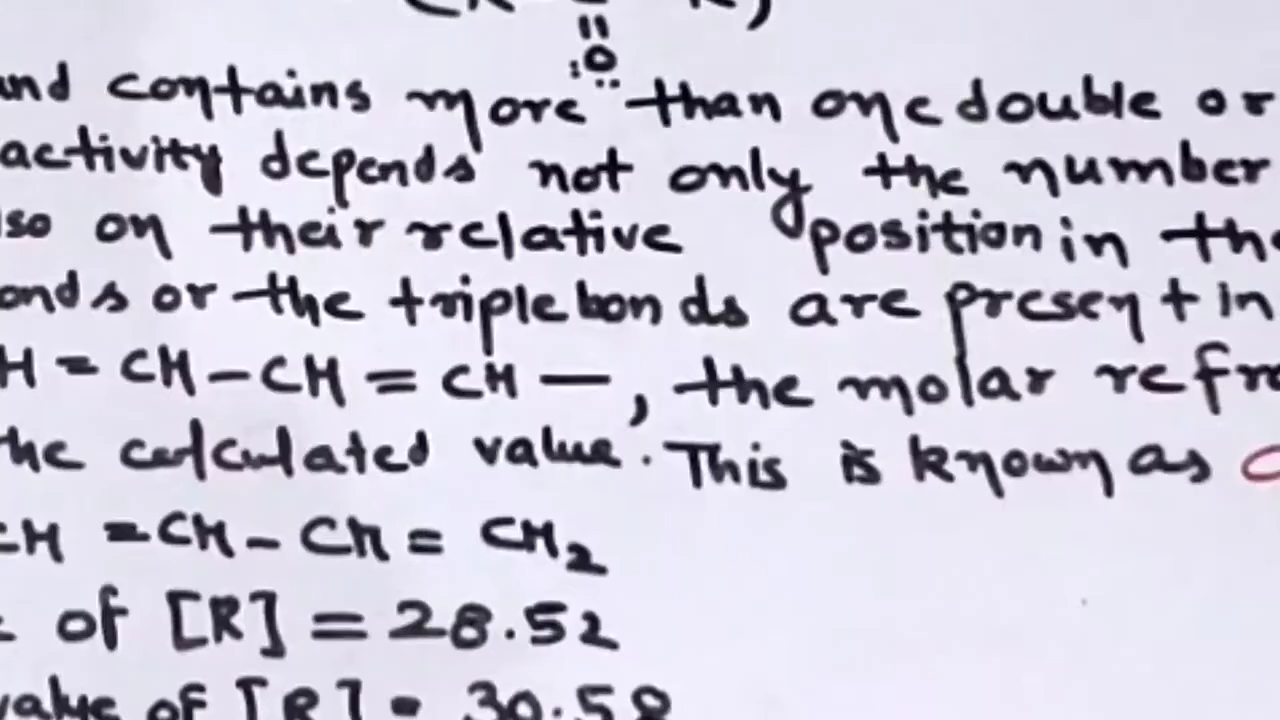 :O:
contains more than one double or
activity depends not only the number
so on their relative position in the
onds or the triple bonds are present in
H = CH – CH = CH – , the molar refr
he calculated value. This is known as
CH = CH – CH = CH2
of [R] = 28.52
value of [R] = 30.58